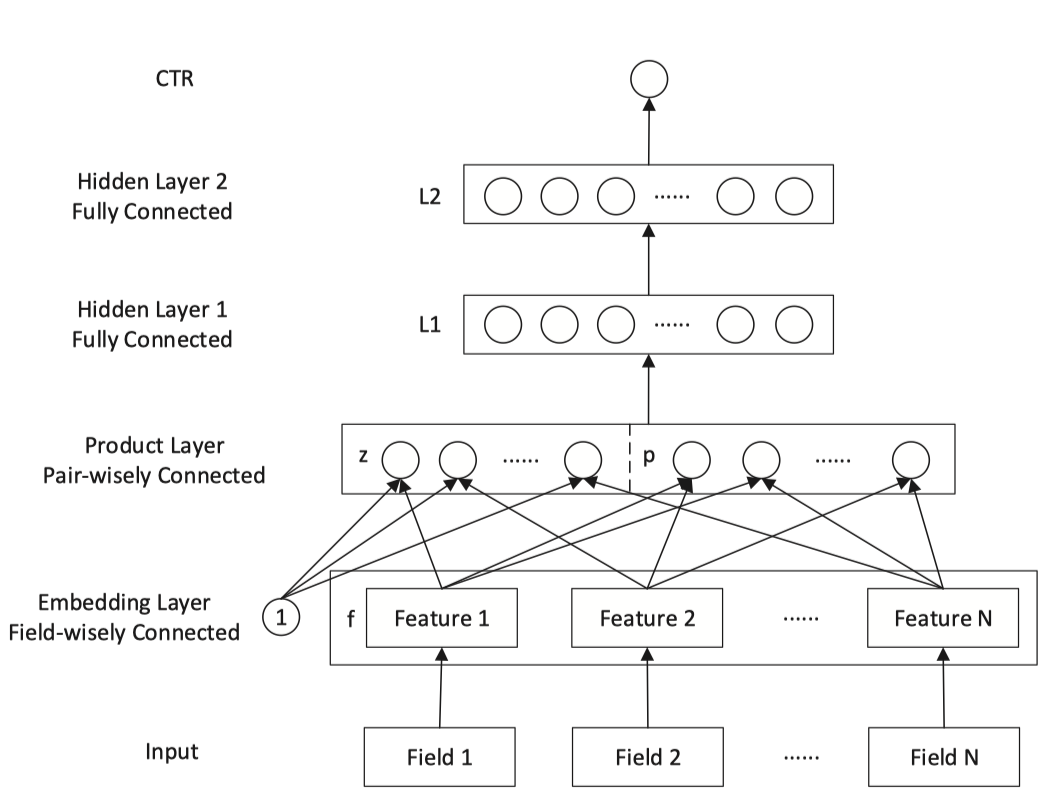 CTR
Hidden Layer 2
Fully Connected
L2
......
Hidden Layer 1
Fully Connected
L1
......
Product Layer
Pair-wisely Connected
z
......
p
......
Embedding Layer
Field-wisely Connected
1
f
Feature 1
Feature 2
......
Feature N
Input
Field 1
Field 2
......
Field N